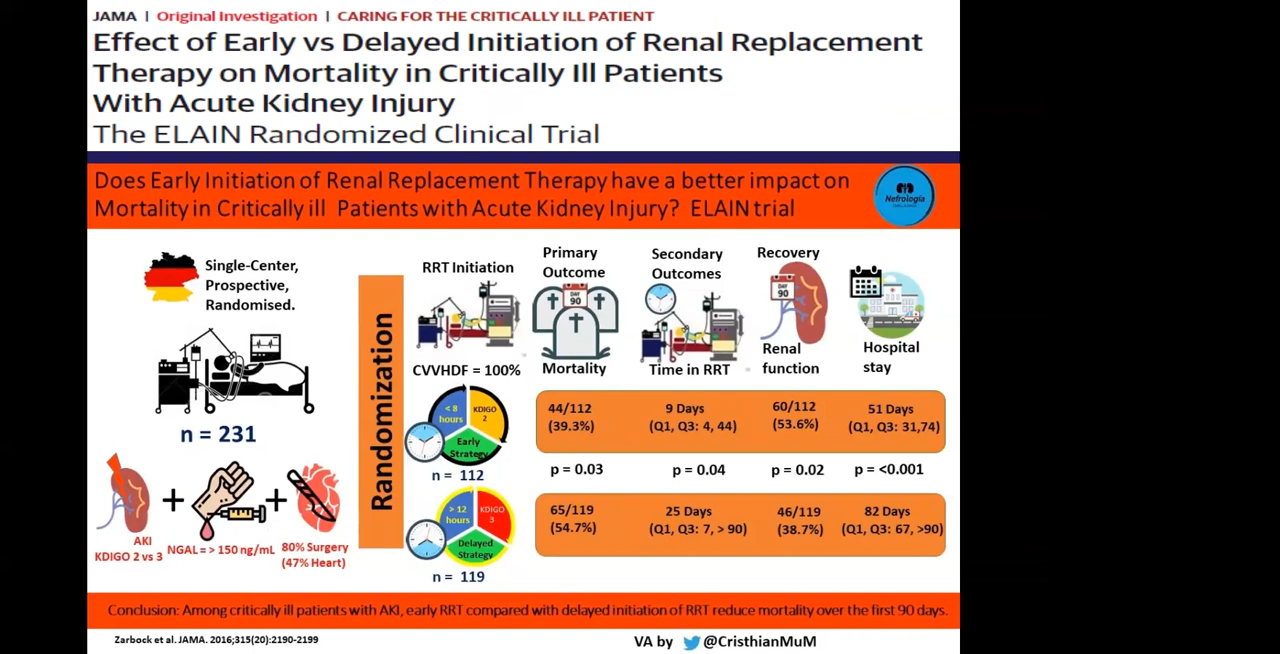 JAMA | Original Investigation | CARING FOR THE CRITICALLY ILL PATIENT
Effect of Early vs Delayed Initiation of Renal Replacement
Therapy on Mortality in Critically Ill Patients
With Acute Kidney Injury
The ELAIN Randomized Clinical Trial
Does Early Initiation of Renal Replacement Therapy have a better impact on
Mortality in Critically ill Patients with Acute Kidney Injury? ELAIN trial
Nefrología
Single-Center,
Prospective,
Randomised.
n = 231
AKI
KDIGO 2 vs 3
+
NGAL = > 150 ng/mL
+
80% Surgery
(47% Heart)
Randomization
RRT Initiation
CVVHDF = 100%
< 8
hours
KDIGO
2
Early
Strategy
n = 112
> 12
hours
KDIGO
3
Delayed
Strategy
n = 119
Primary
Outcome
DAY
90
Mortality
Secondary
Outcomes
Time in RRT
Recovery
DAY
90
Renal
function
Hospital
stay
44/112
(39.3%)
9 Days
(Q1, Q3: 4, 44)
60/112
(53.6%)
51 Days
(Q1, Q3: 31,74)
p = 0.03
p = 0.04
p = 0.02
p = <0.001
65/119
(54.7%)
25 Days
(Q1, Q3: 7, > 90)
46/119
(38.7%)
82 Days
(Q1, Q3: 67, >90)
Conclusion: Among critically ill patients with AKI, early RRT compared with delayed initiation of RRT reduce mortality over the first 90 days.
Zarbock et al. JAMA. 2016;315(20):2190-2199
VA by @CristhianMuM